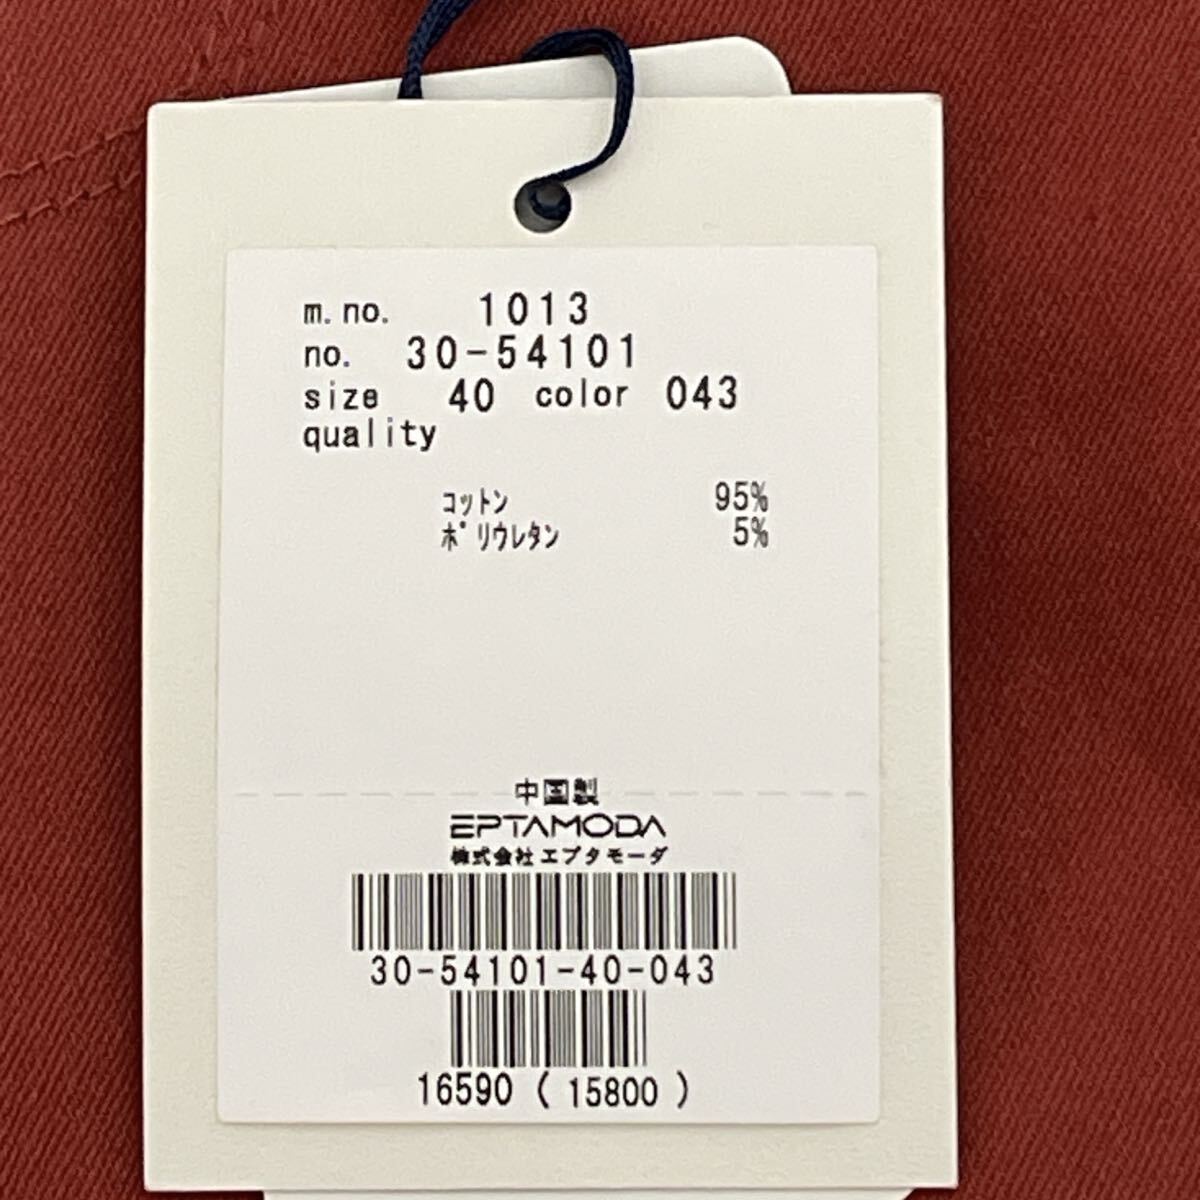 m.no. 1013
no. 30-54101
size 40 color 043
quality
コットン 95%
ポリウレタン 5%
中国製
EPTAMODA
株式会社エプタモーダ
30-54101-40-043
16590 ( 15800 )